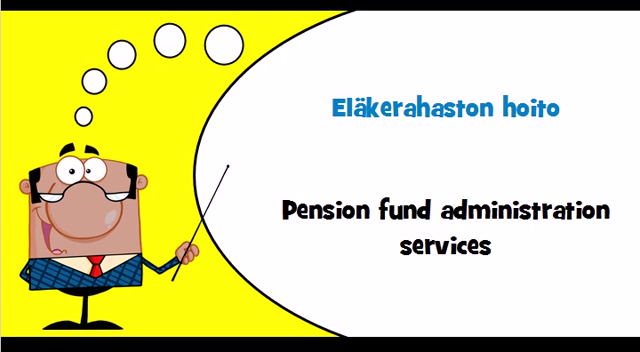 Eläkerahaston hoito
Pension fund administration
services